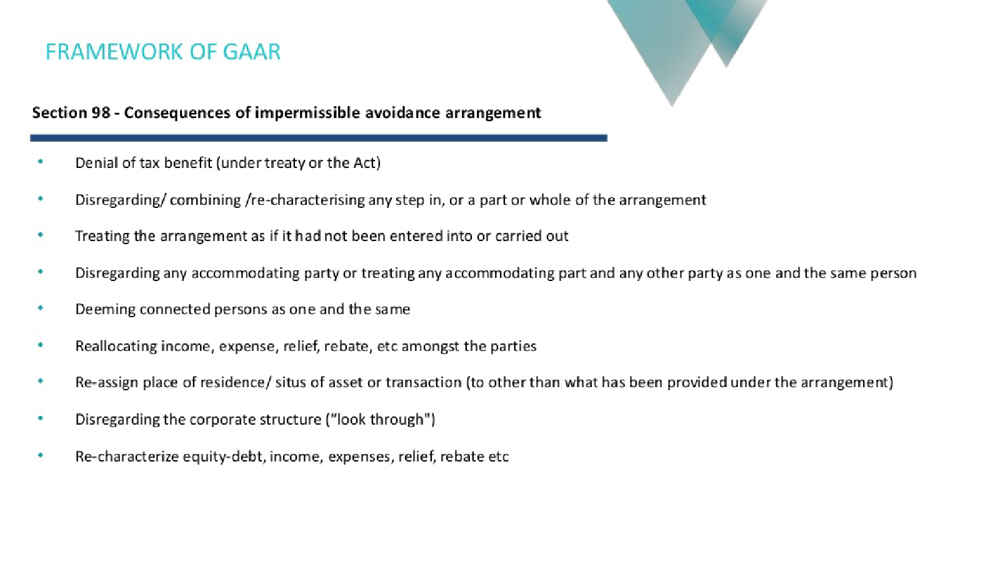 FRAMEWORK OF GAAR
Section 98 - Consequences of impermissible avoidance arrangement
• Denial of tax benefit (under treaty or the Act)
• Disregarding/ combining /re-characterising any step in, or a part or whole of the arrangement
• Treating the arrangement as if it had not been entered into or carried out
• Disregarding any accommodating party or treating any accommodating part and any other party as one and the same person
• Deeming connected persons as one and the same
• Reallocating income, expense, relief, rebate, etc amongst the parties
• Re-assign place of residence/ situs of asset or transaction (to other than what has been provided under the arrangement)
• Disregarding the corporate structure (“look through")
• Re-characterize equity-debt, income, expenses, relief, rebate etc